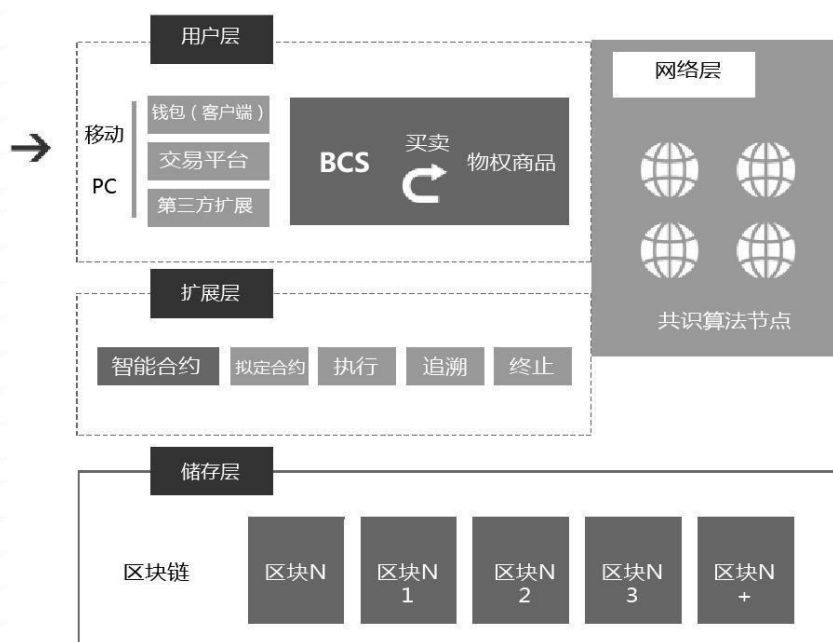 用户层
网络层
移动
PC
钱包（客户端）
交易平台
第三方扩展
BCS
买卖
物权商品
共识算法节点
扩展层
智能合约
拟定合约
执行
追溯
终止
储存层
区块链
区块N
区块N
1
区块N
2
区块N
3
区块N
+